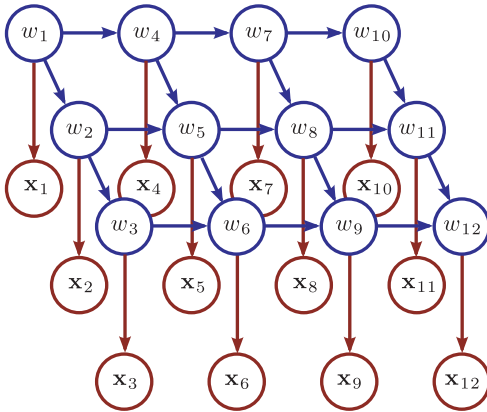 w₁ w₄ w₇ w₁₀
w₂ w₅ w₈ w₁₁
x₁ x₄ x₇ x₁₀
w₃ w₆ w₉ w₁₂
x₂ x₅ x₈ x₁₁
x₃ x₆ x₉ x₁₂